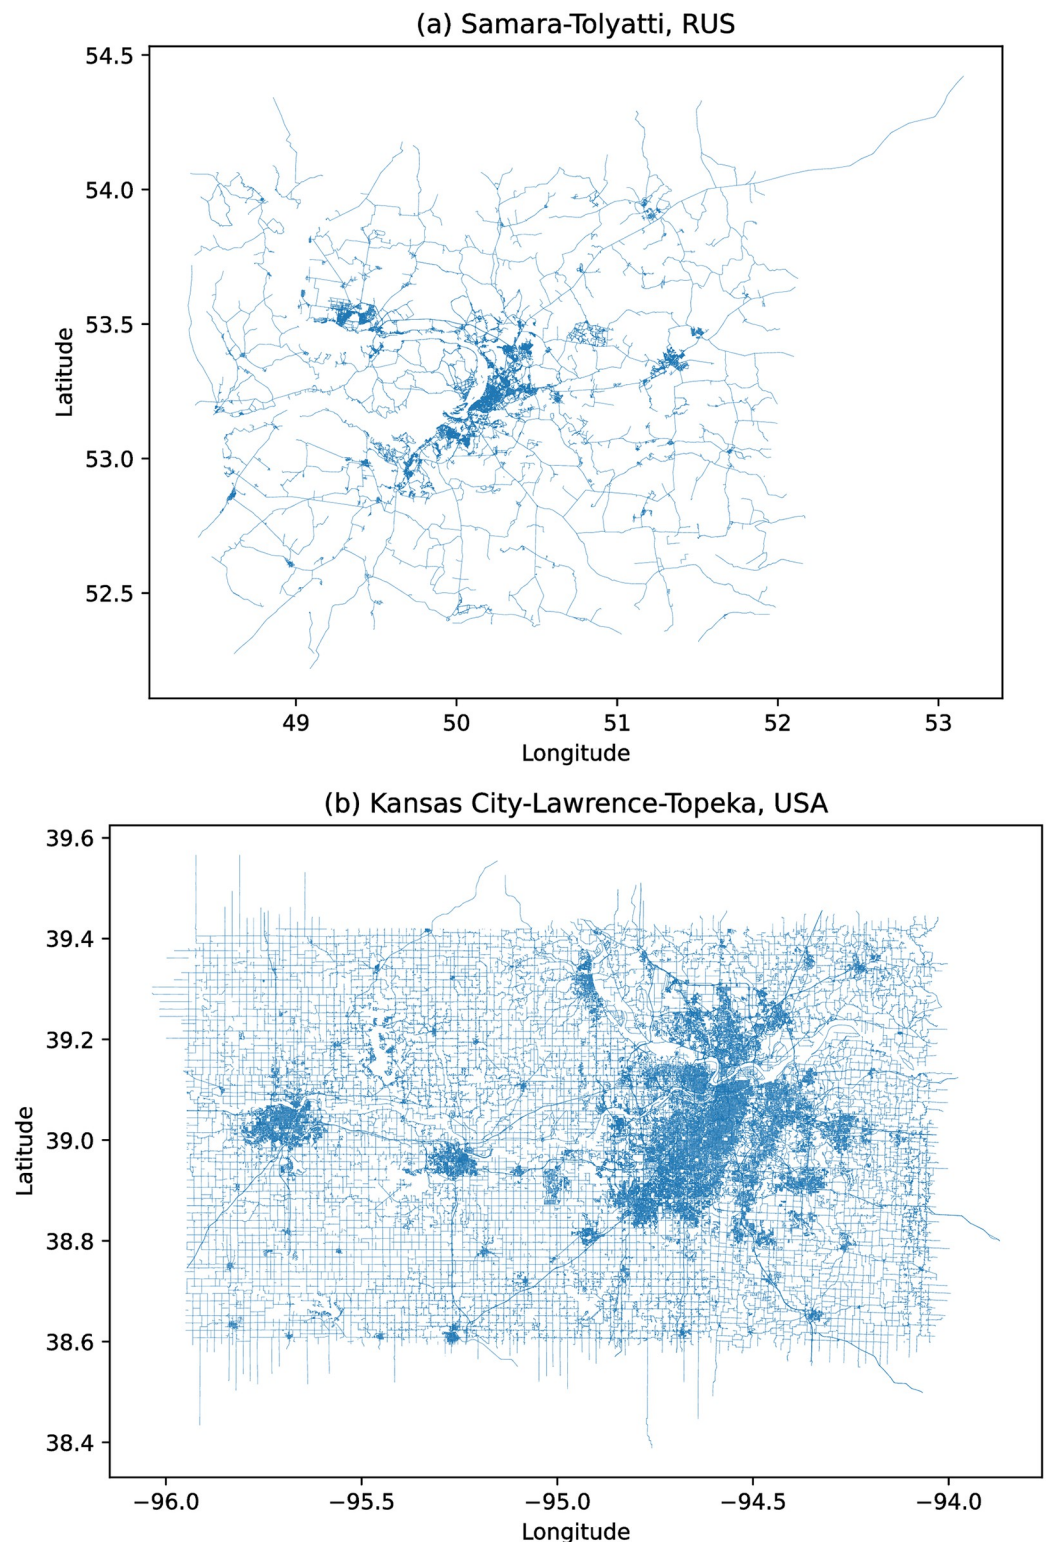 (a) Samara-Tolyatti, RUS
54.5
54.0
53.5
53.0
52.5
Latitude
49 50 51 52 53
Longitude
(b) Kansas City-Lawrence-Topeka, USA
39.6
39.4
39.2
39.0
38.8
38.6
38.4
Latitude
−96.0 −95.5 −95.0 −94.5 −94.0
Longitude